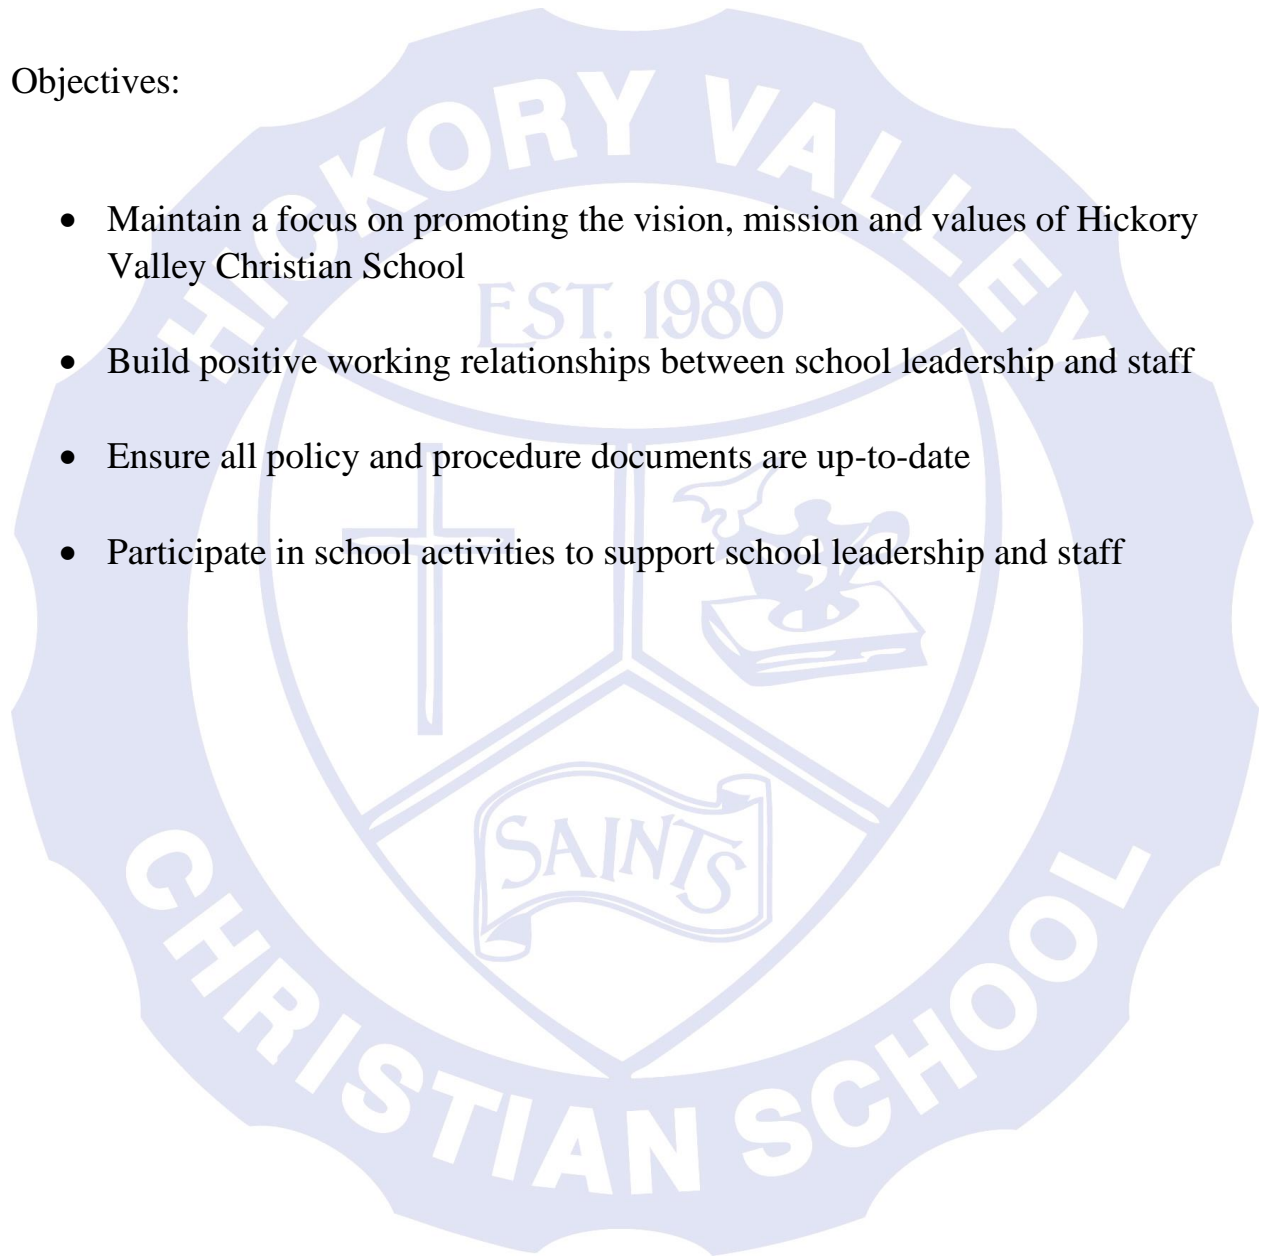 Objectives:
• Maintain a focus on promoting the vision, mission and values of Hickory
Valley Christian School
• Build positive working relationships between school leadership and staff
• Ensure all policy and procedure documents are up-to-date
• Participate in school activities to support school leadership and staff
HICKORY VALLEY
EST. 1980
SAINTS
CHRISTIAN SCHOOL